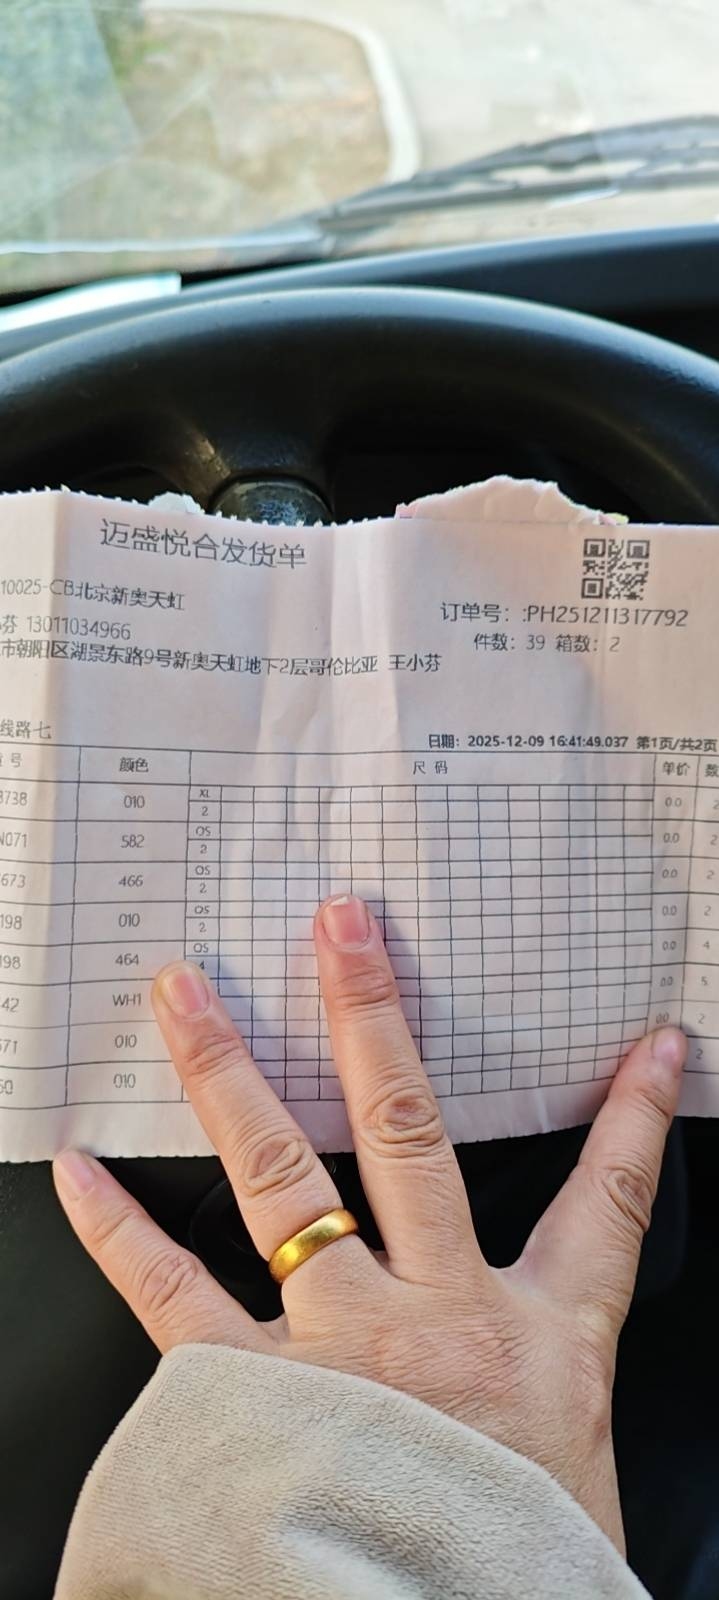 迈盛悦合发货单
10025-CB北京新奥天虹
芬 13011034966
订单号：:PH251211317792
件数：39 箱数：2
市朝阳区湖景东路9号新奥天虹地下2层哥伦比亚 王小芬
线路七
日期：2025-12-09 16:41:49.037 第1页/共2页
号 颜色 尺码 单价 数
3738 010 XL 2 0.0 2
N071 582 OS 2 0.0 2
673 466 OS 2 0.0 2
198 010 OS 2 0.0 2
198 464 OS 4 0.0 4
42 WH1 0.0 5
571 010 00 2
50 010 2